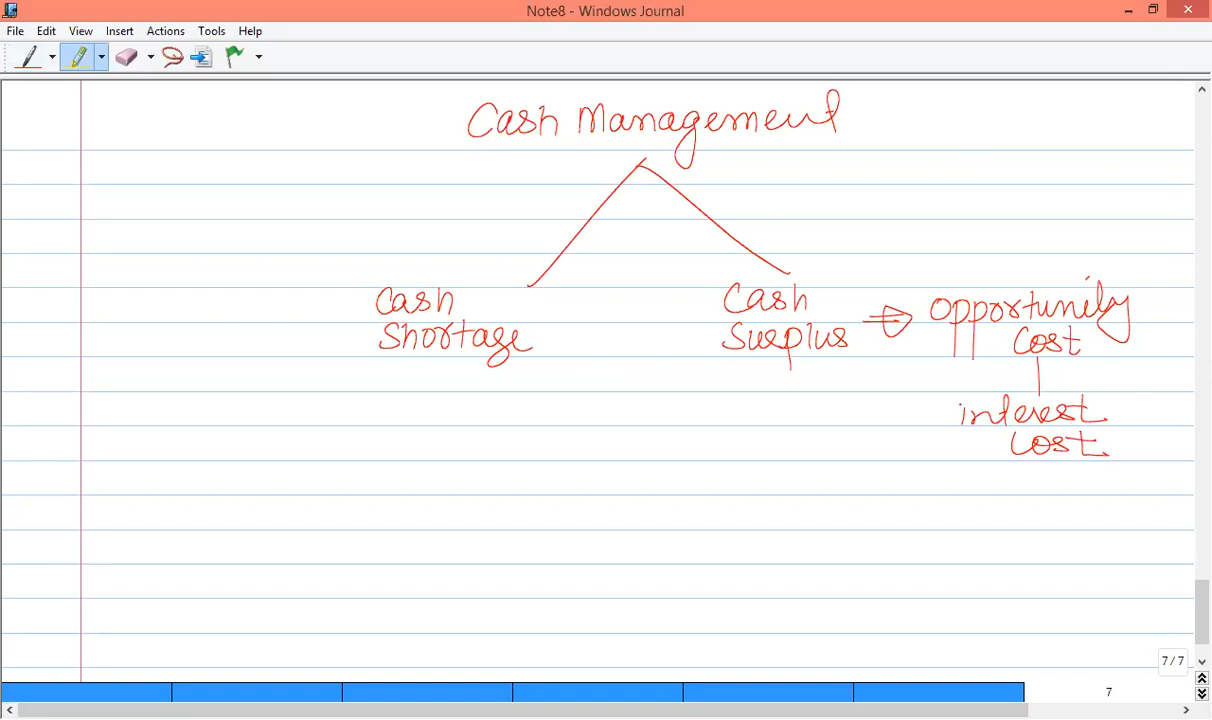 Note8 - Windows Journal
File Edit View Insert Actions Tools Help
Cash Management
Cash
Shortage
Cash
Surplus
opportunity
Cost
interest
Cost
7 / 7
7